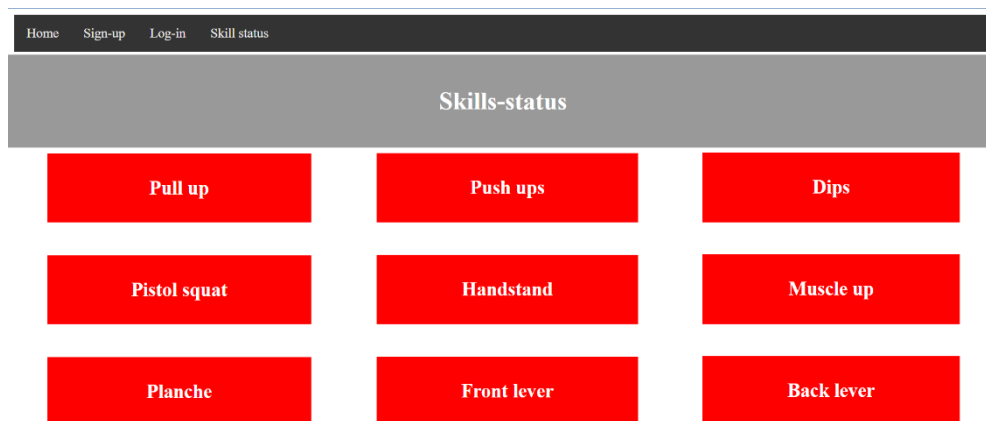 Home Sign-up Log-in Skill status
Skills-status
Pull up Push ups Dips
Pistol squat Handstand Muscle up
Planche Front lever Back lever